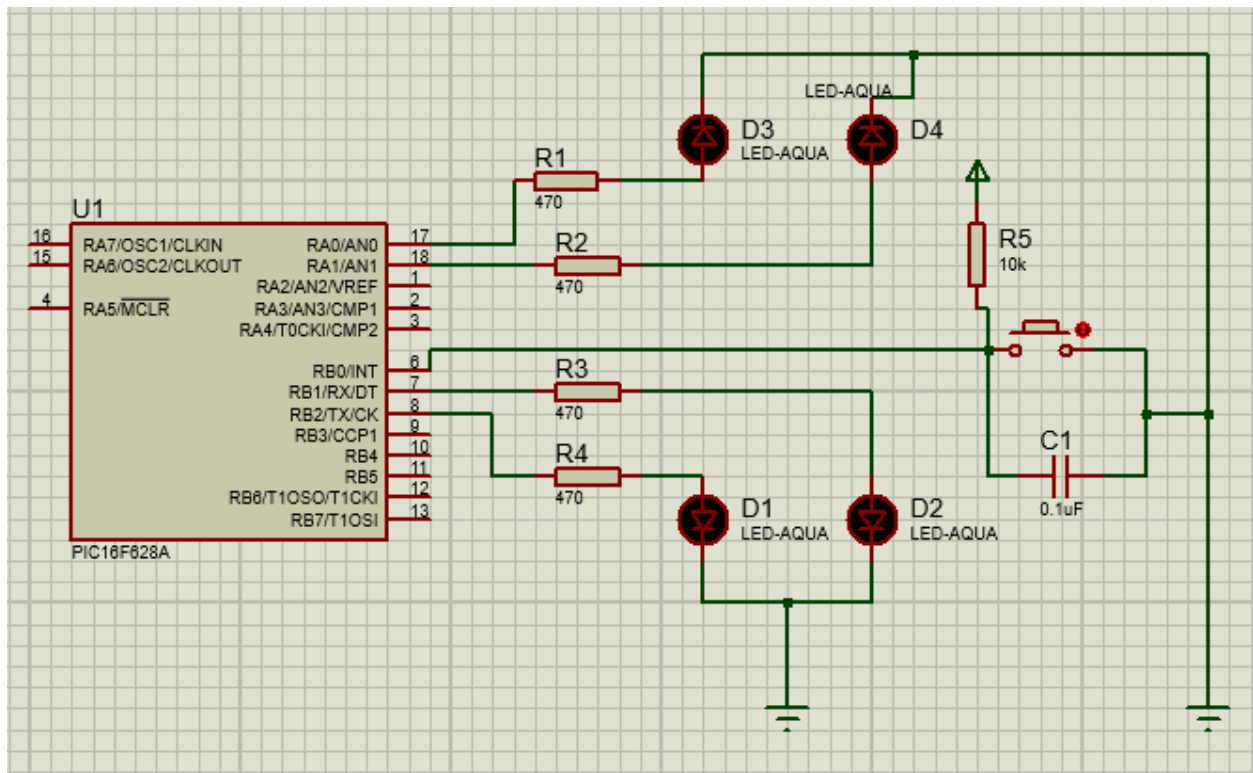 LED-AQUA
D3
LED-AQUA
D4
R1
470
U1
R5
10k
16
RA7/OSC1/CLKIN
RA0/AN0
17
R2
470
15
RA6/OSC2/CLKOUT
RA1/AN1
18
RA2/AN2/VREF
1
4
RA5/MCLR
RA3/AN3/CMP1
2
RA4/T0CKI/CMP2
3
RB0/INT
6
R3
470
RB1/RX/DT
7
RB2/TX/CK
8
RB3/CCP1
9
RB4
10
RB5
11
RB6/T1OSO/T1CKI
12
RB7/T1OSI
13
R4
470
C1
0.1uF
D1
LED-AQUA
D2
LED-AQUA
PIC16F628A